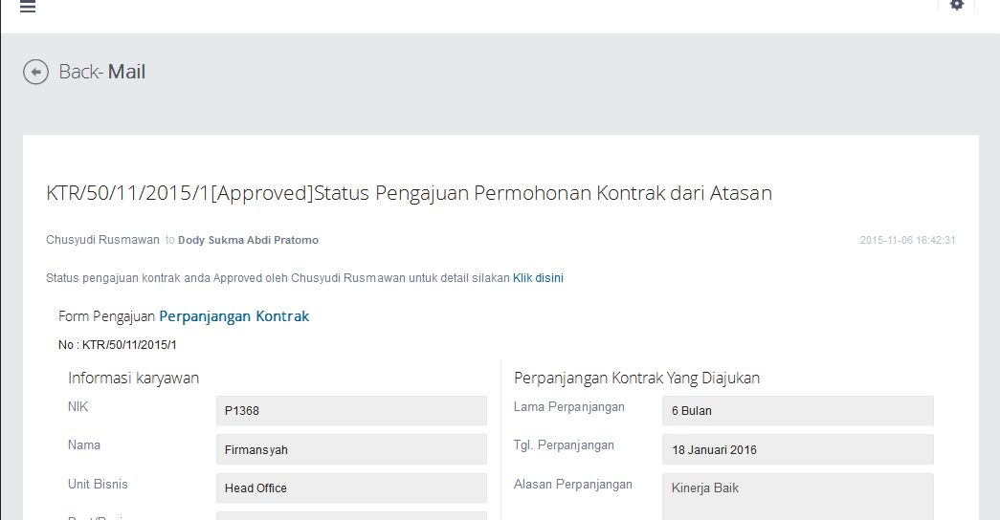 Back- Mail
KTR/50/11/2015/1[Approved]Status Pengajuan Permohonan Kontrak dari Atasan
Chusyudi Rusmawan to Dody Sukma Abdi Pratomo 2015-11-06 16:42:31
Status pengajuan kontrak anda Approved oleh Chusyudi Rusmawan untuk detail silakan Klik disini
Form Pengajuan Perpanjangan Kontrak
No : KTR/50/11/2015/1
Informasi karyawan
NIK P1368
Nama Firmansyah
Unit Bisnis Head Office
Perpanjangan Kontrak Yang Diajukan
Lama Perpanjangan 6 Bulan
Tgl. Perpanjangan 18 Januari 2016
Alasan Perpanjangan Kinerja Baik